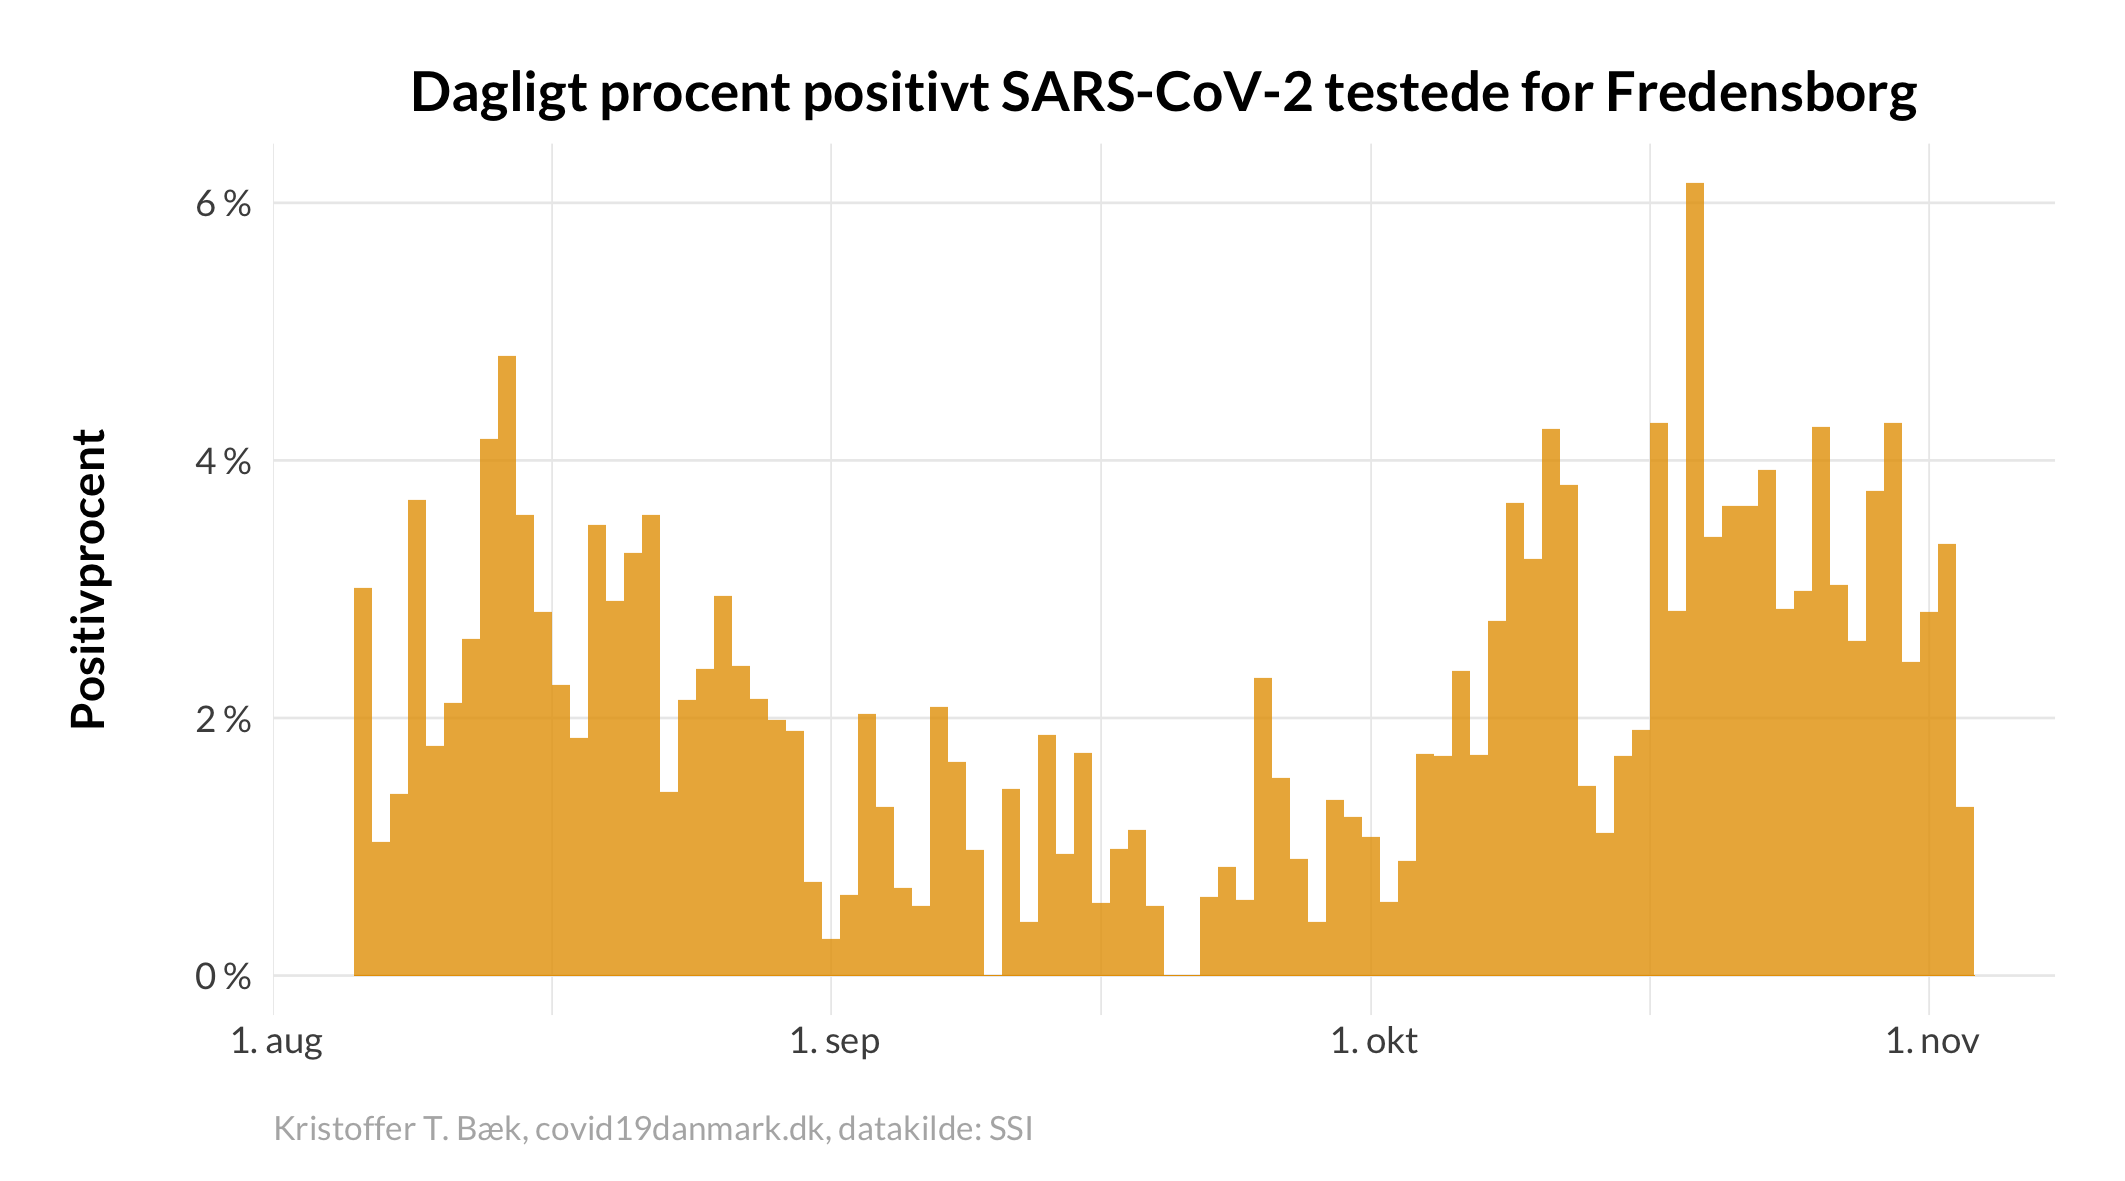 Dagligt procent positivt SARS-CoV-2 testede for Fredensborg
Positivprocent
6 %
4 %
2 %
0 %
1. aug
1. sep
1. okt
1. nov
Kristoffer T. Bæk, covid19danmark.dk, datakilde: SSI